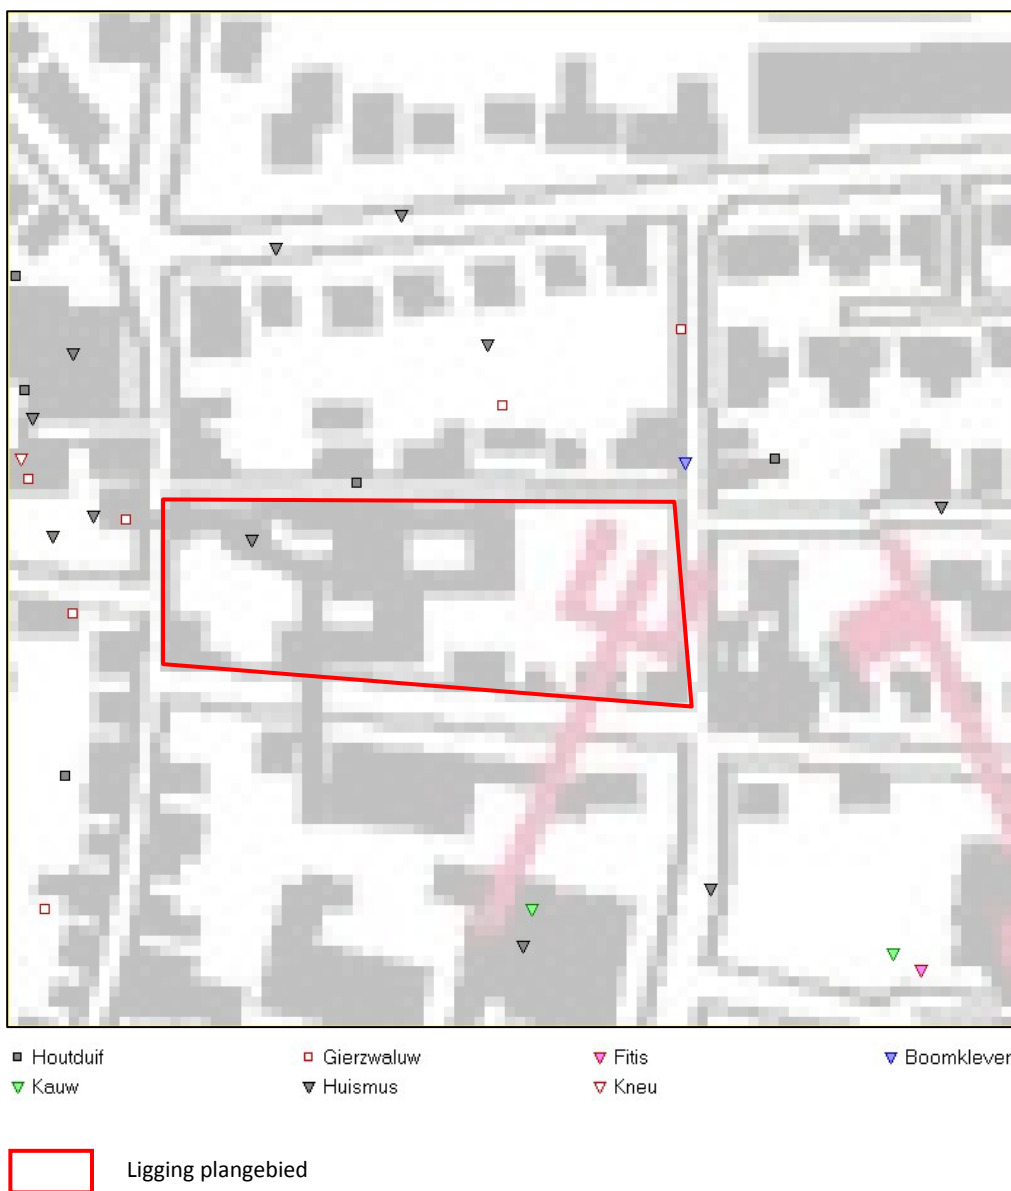 Houtduif Gierzwaluw Fitis Boomklever
Kauw Huismus Kneu
Ligging plangebied